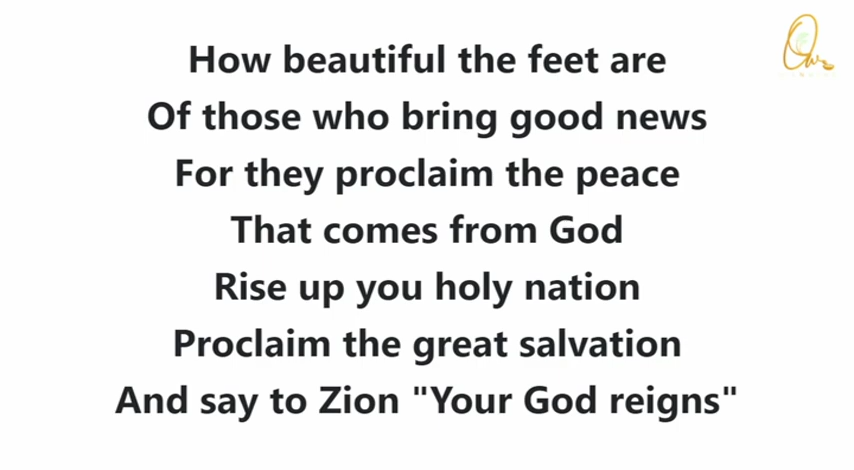 How beautiful the feet are
Of those who bring good news
For they proclaim the peace
That comes from God
Rise up you holy nation
Proclaim the great salvation
And say to Zion "Your God reigns"